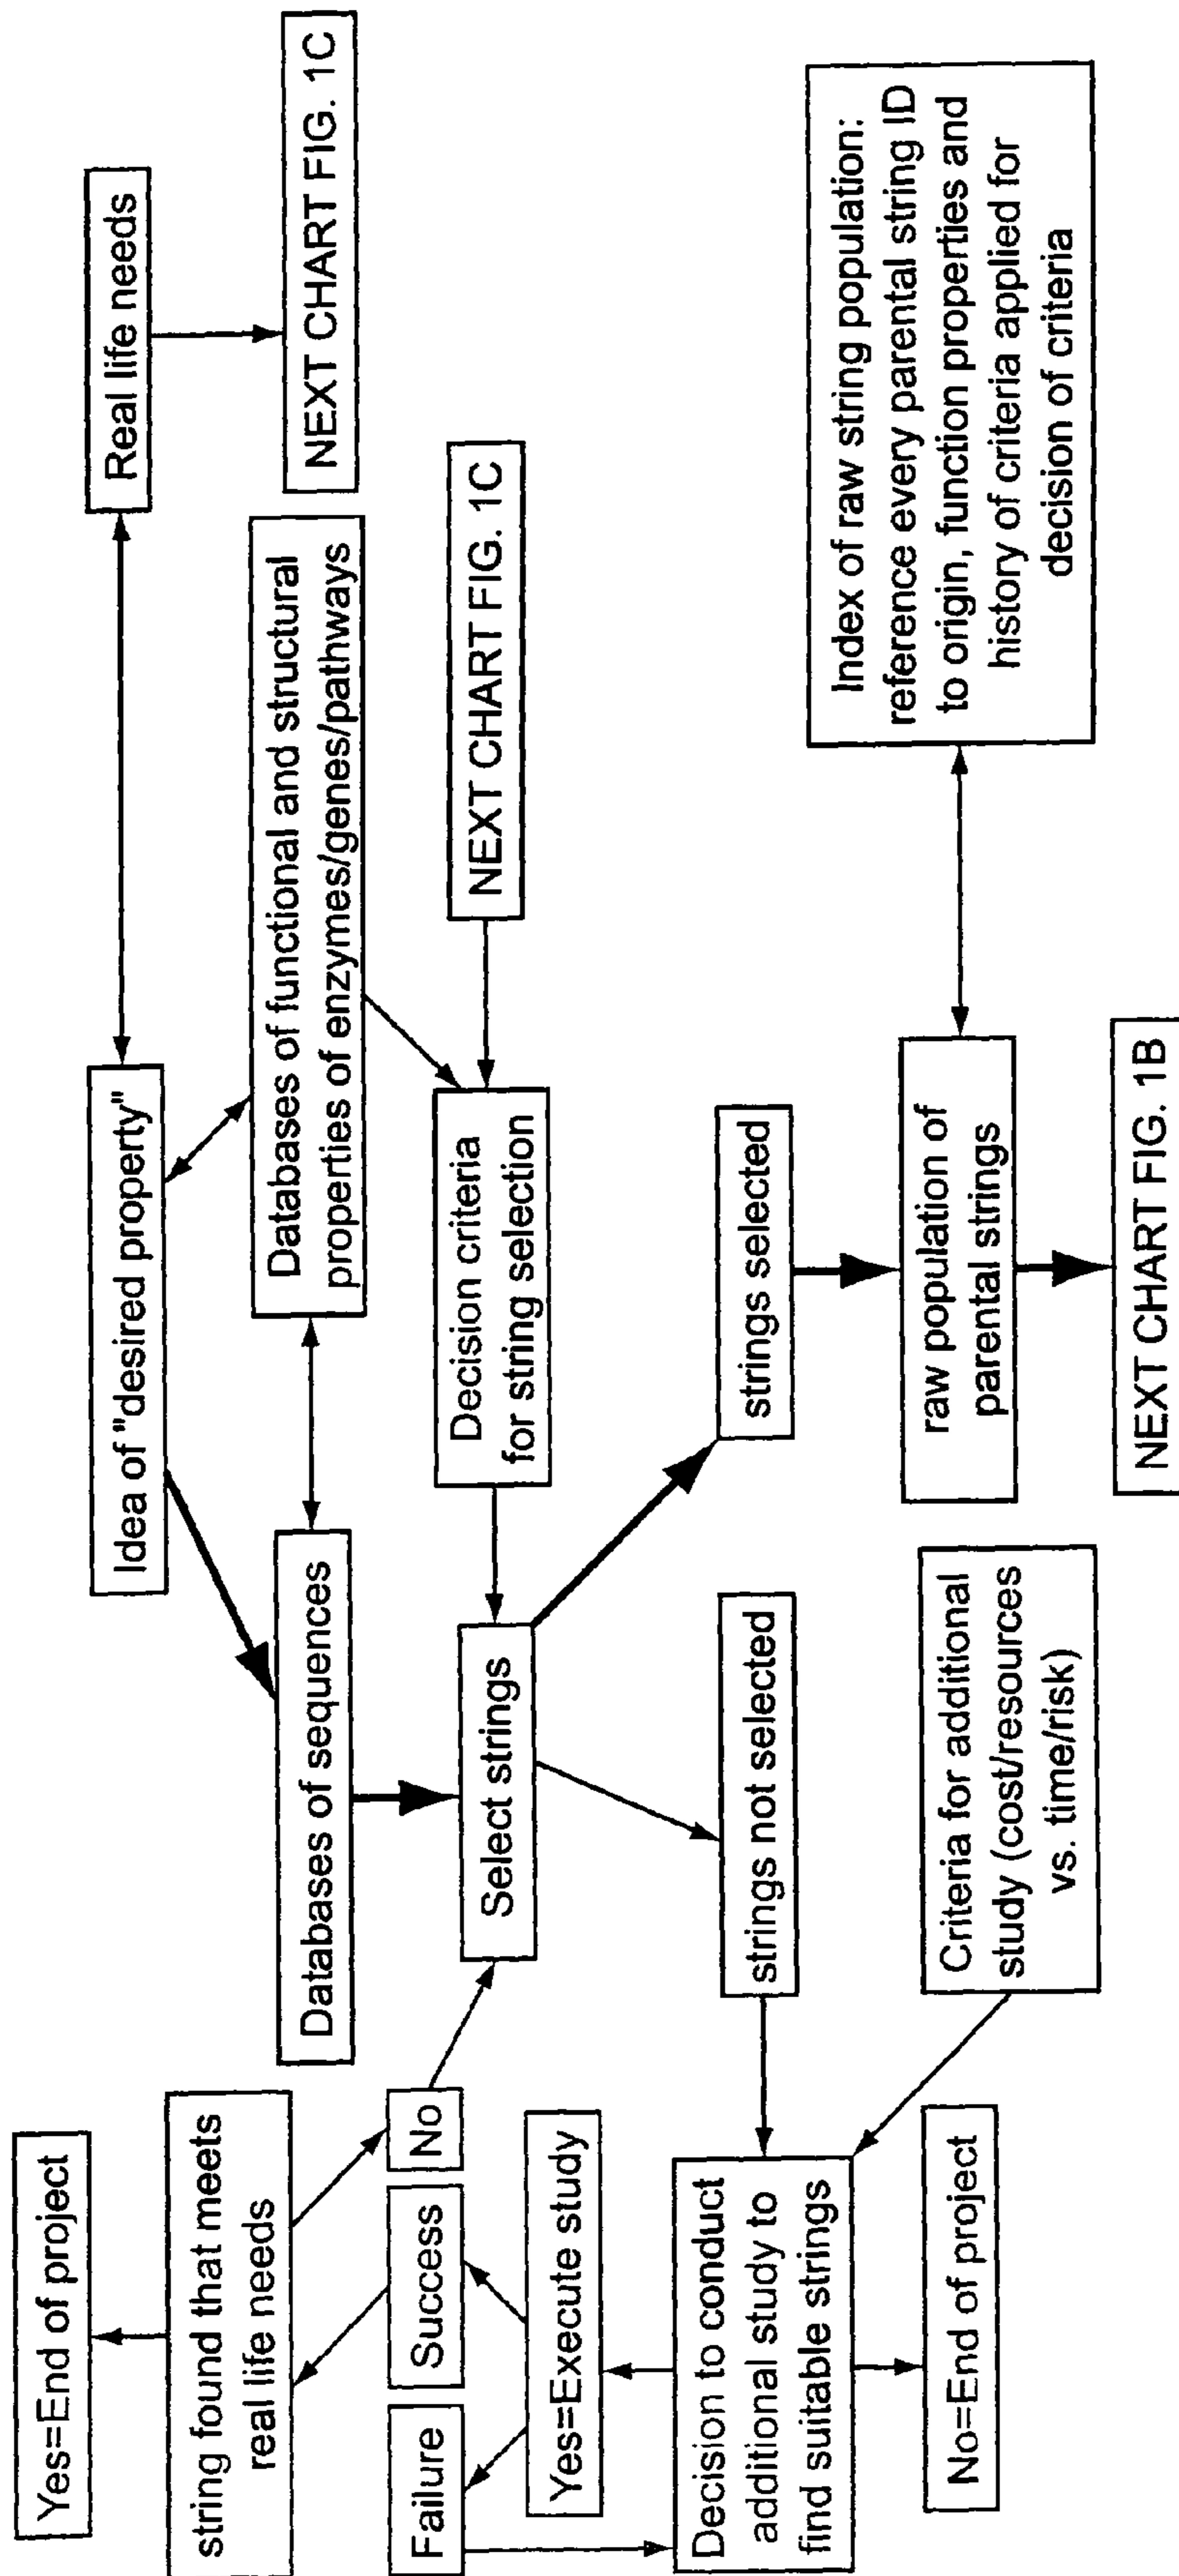 Yes=End of project
string found that meets
real life needs
Idea of "desired property"
Real life needs
Databases of sequences
Databases of functional and structural
properties of enzymes/genes/pathways
NEXT CHART FIG. 1C
Failure
Success
No
Select strings
Decision criteria
for string selection
NEXT CHART FIG. 1C
Yes=Execute study
Decision to conduct
additional study to
find suitable strings
strings not selected
strings selected
Index of raw string population:
reference every parental string ID
to origin, function properties and
history of criteria applied for
decision of criteria
No=End of project
Criteria for additional
study (cost/resources
vs. time/risk)
raw population of
parental strings
NEXT CHART FIG. 1B